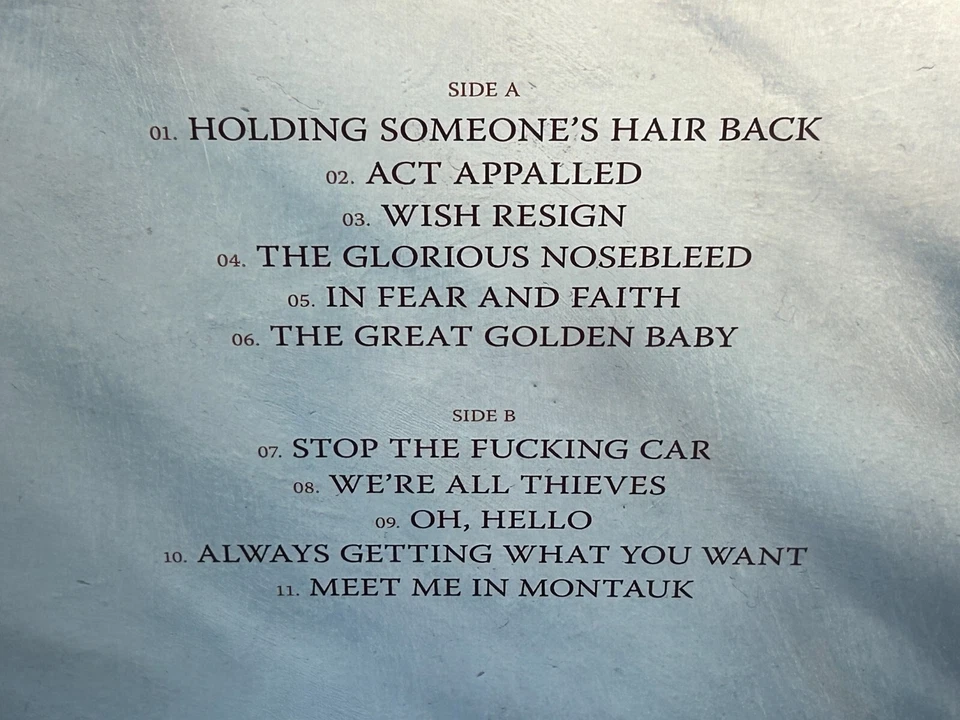 SIDE A
01. HOLDING SOMEONE'S HAIR BACK
02. ACT APPALLED
03. WISH RESIGN
04. THE GLORIOUS NOSEBLEED
05. IN FEAR AND FAITH
06. THE GREAT GOLDEN BABY
SIDE B
07. STOP THE FUCKING CAR
08. WE'RE ALL THIEVES
09. OH, HELLO
10. ALWAYS GETTING WHAT YOU WANT
11. MEET ME IN MONTAUK